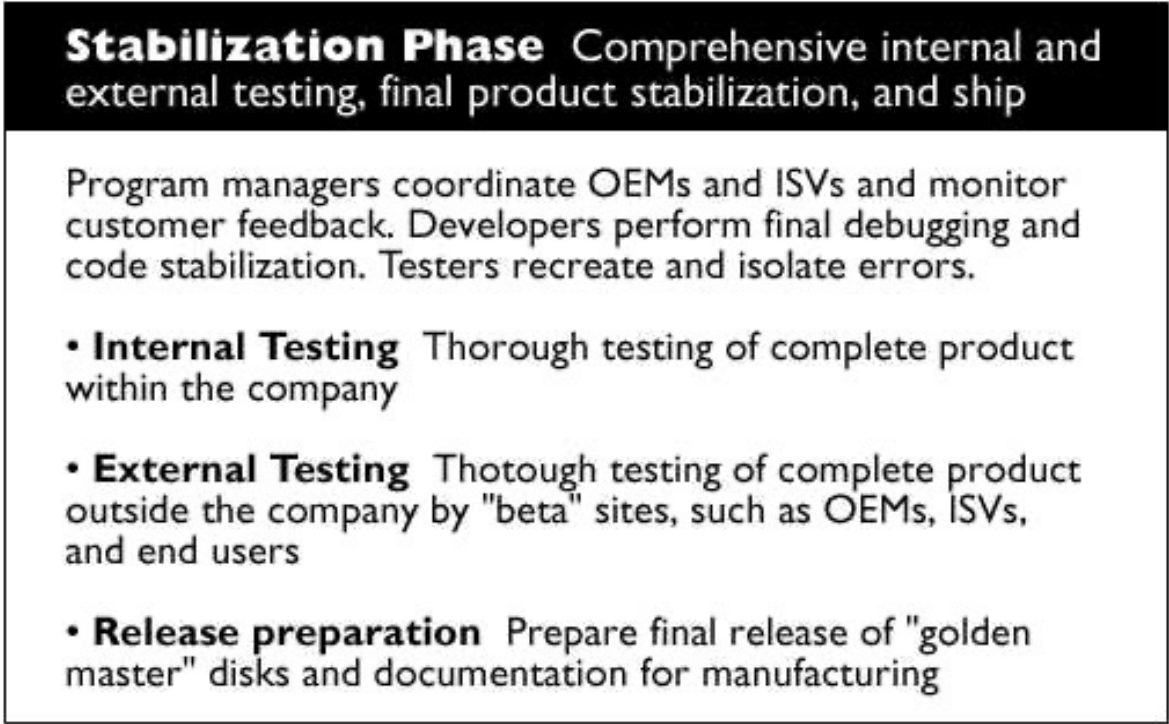 Stabilization Phase Comprehensive internal and
external testing, final product stabilization, and ship
Program managers coordinate OEMs and ISVs and monitor
customer feedback. Developers perform final debugging and
code stabilization. Testers recreate and isolate errors.
• Internal Testing Thorough testing of complete product
within the company
• External Testing Thotough testing of complete product
outside the company by "beta" sites, such as OEMs, ISVs,
and end users
• Release preparation Prepare final release of "golden
master" disks and documentation for manufacturing